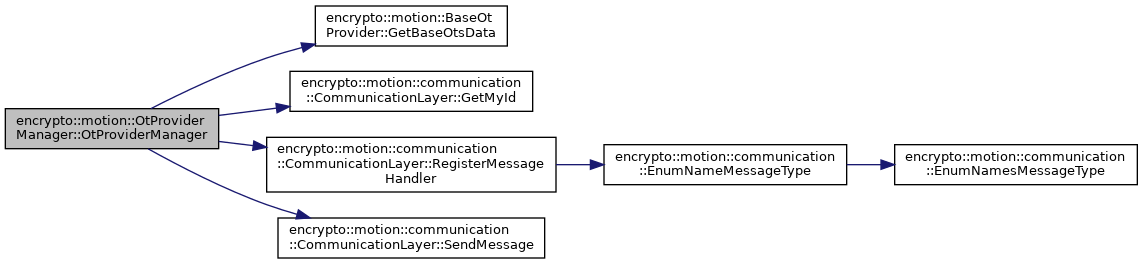 encrypto::motion::OtProvider
Manager::OtProviderManager
encrypto::motion::BaseOt
Provider::GetBaseOtsData
encrypto::motion::communication
::CommunicationLayer::GetMyId
encrypto::motion::communication
::CommunicationLayer::RegisterMessage
Handler
encrypto::motion::communication
::CommunicationLayer::SendMessage
encrypto::motion::communication
::EnumNameMessageType
encrypto::motion::communication
::EnumNamesMessageType